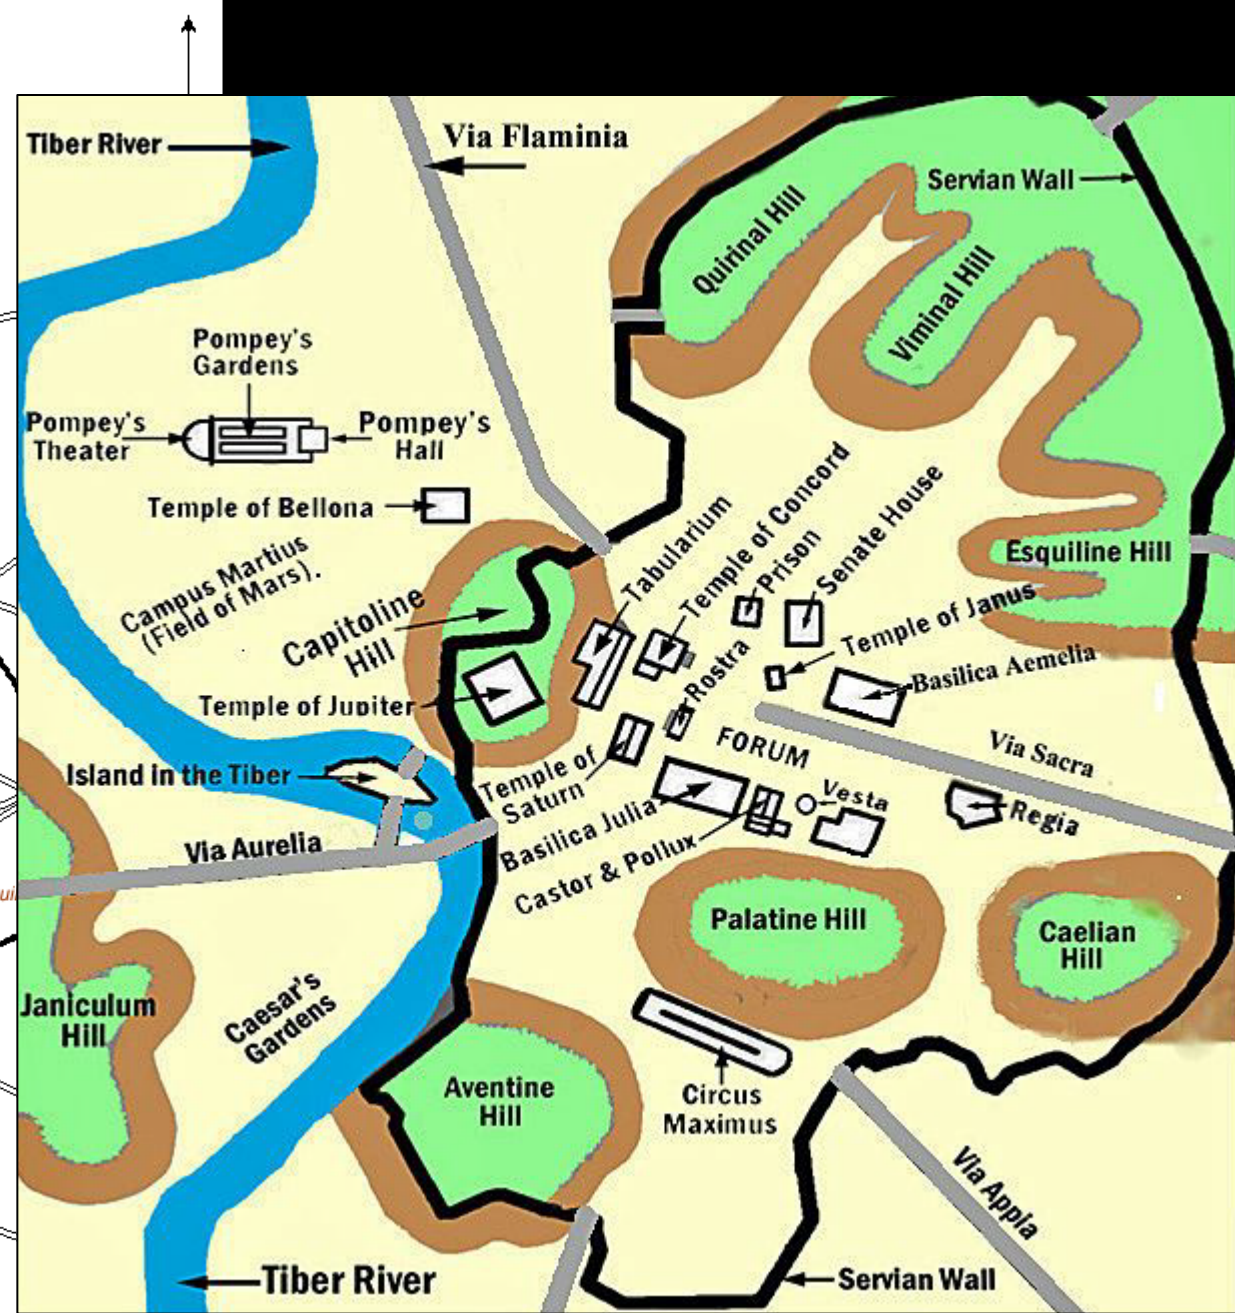 Tiber River
Via Flaminia
Servian Wall
Quirinal Hill
Viminal Hill
Pompey's
Gardens
Pompey's
Theater
Pompey's
Hall
Temple of Bellona
Campus Martius
(Field of Mars).
Capitoline
Hill
Tabularium
Temple of Concord
Prison
Senate House
Esquiline Hill
Temple of Janus
Basilica Aemelia
Rostra
Temple of Jupiter
FORUM
Via Sacra
Island in the Tiber
Temple of
Saturn
Basilica Julia
Castor & Pollux
Vesta
Regia
Via Aurelia
Palatine Hill
Caelian
Hill
Janiculum
Hill
Caesar's
Gardens
Aventine
Hill
Circus
Maximus
Via Appia
Tiber River
Servian Wall